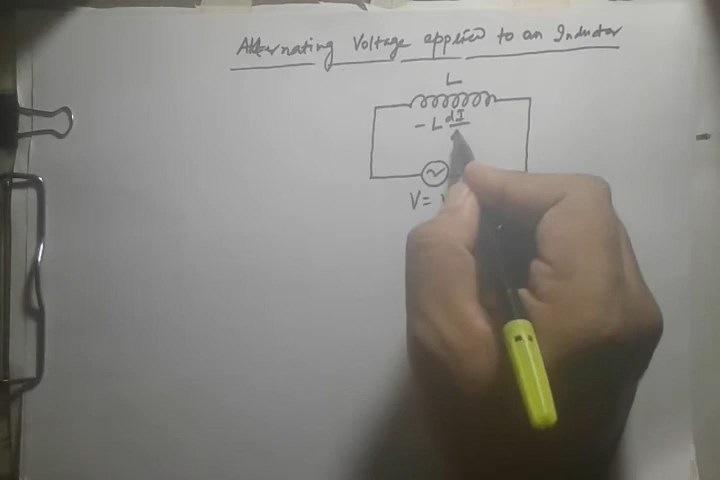 Alternating Voltage applied to an Inductor
L
- L dI
V =